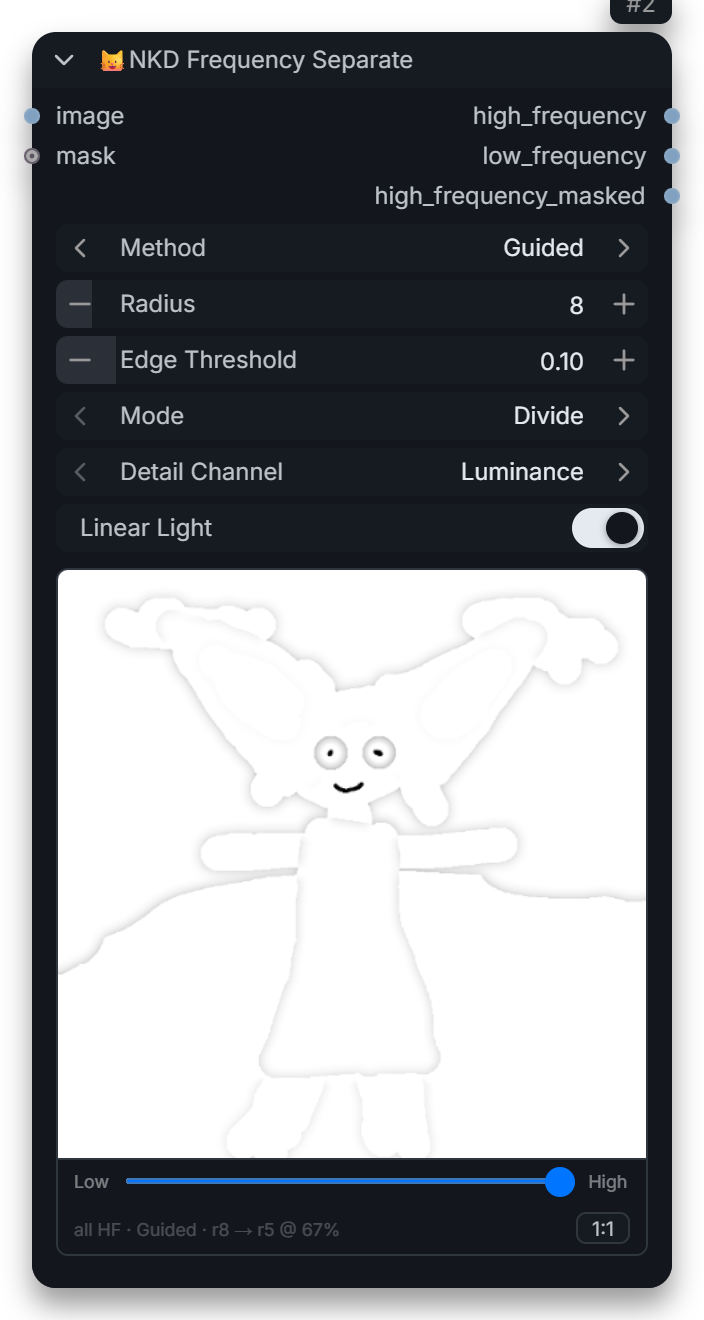 #2
NKD Frequency Separate
image high_frequency
mask low_frequency
high_frequency_masked
Method Guided
Radius 8
Edge Threshold 0.10
Mode Divide
Detail Channel Luminance
Linear Light
Low High
all HF · Guided · r8 → r5 @ 67% 1:1